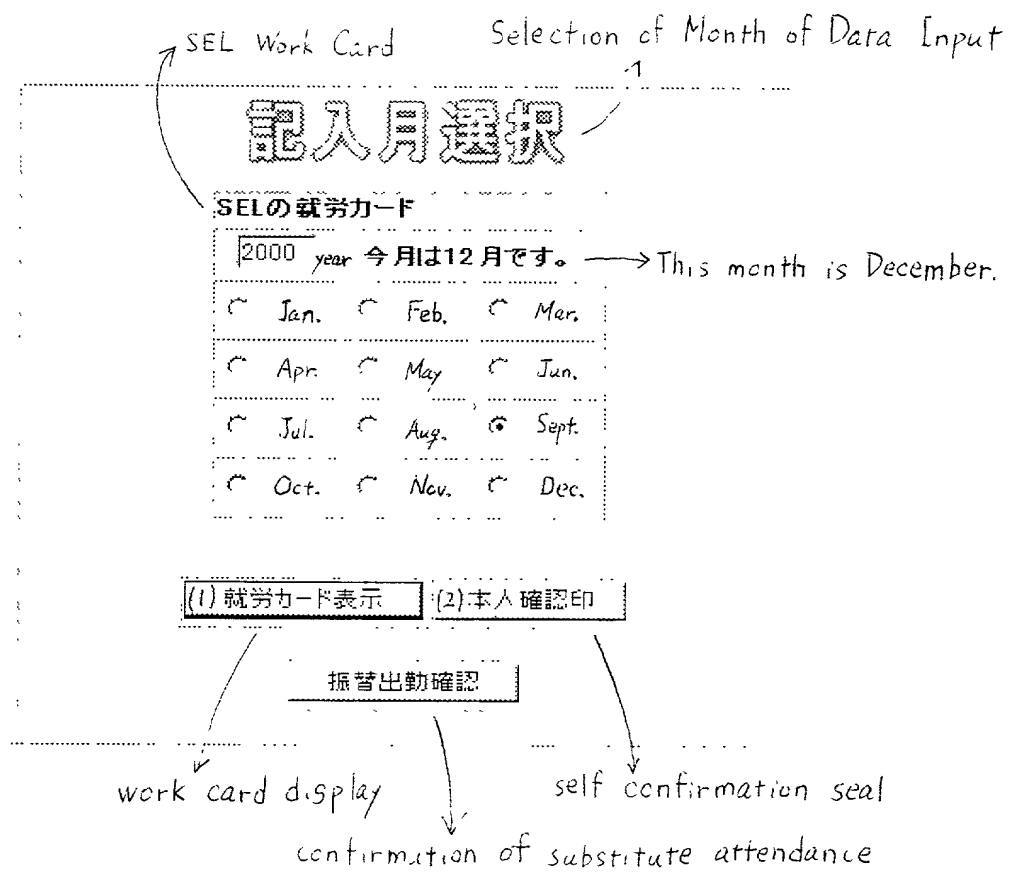 SEL Work Card
Selection of Month of Data Input
記入月選択
SELの就労カード
2000 year 今月は12月です。
This month is December.
Jan. Feb. Mar.
Apr. May Jun.
Jul. Aug. Sept.
Oct. Nov. Dec.
(1)就労カード表示 (2)本人確認印
振替出勤確認
work card display
self confirmation seal
confirmation of substitute attendance